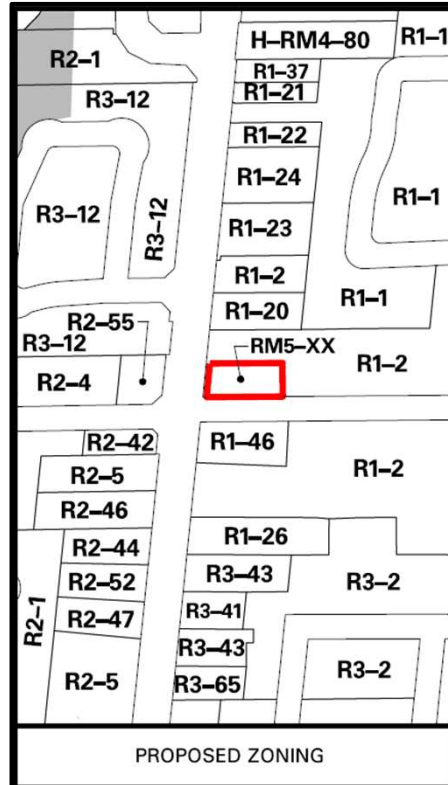 H–RM4–80
R1–1
R2–1
R1–37
R1–21
R3–12
R1–22
R1–24
R1–1
R3–12
R3–12
R1–23
R1–2
R1–1
R1–20
R2–55
R3–12
RM5–XX
R1–2
R2–4
R2–42
R1–46
R2–5
R1–2
R2–46
R1–26
R2–44
R3–43
R2–52
R3–2
R2–1
R2–47
R3–41
R3–43
R2–5
R3–65
R3–2
PROPOSED ZONING